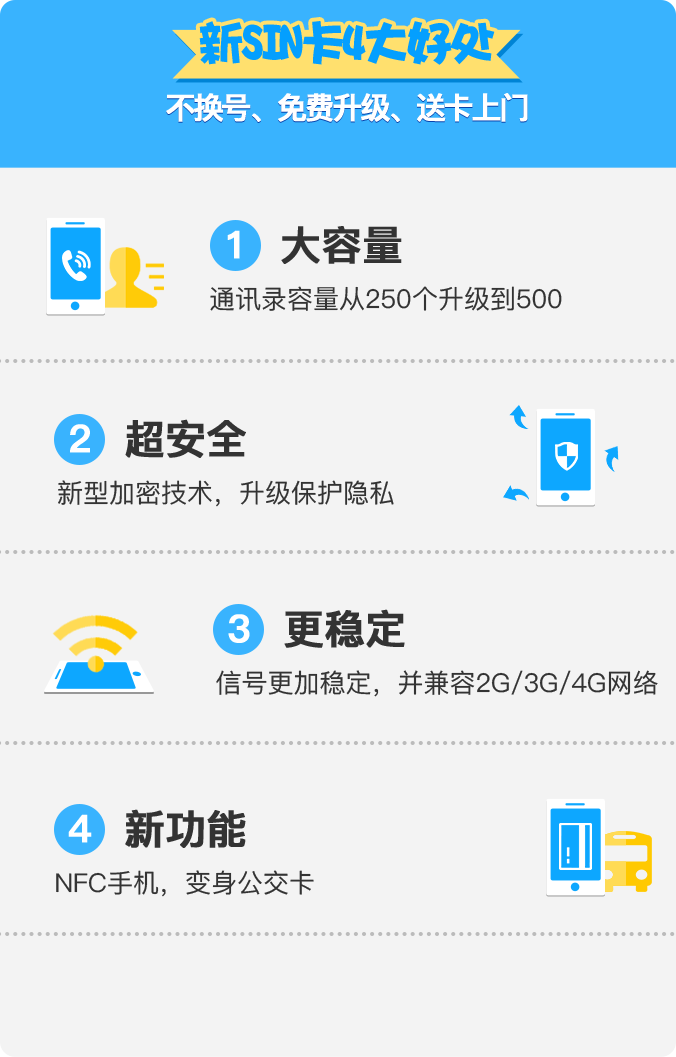 新SIN卡4大好处
不换号、免费升级、送卡上门
1 大容量
通讯录容量从250个升级到500
2 超安全
新型加密技术，升级保护隐私
3 更稳定
信号更加稳定，并兼容2G/3G/4G网络
4 新功能
NFC手机，变身公交卡